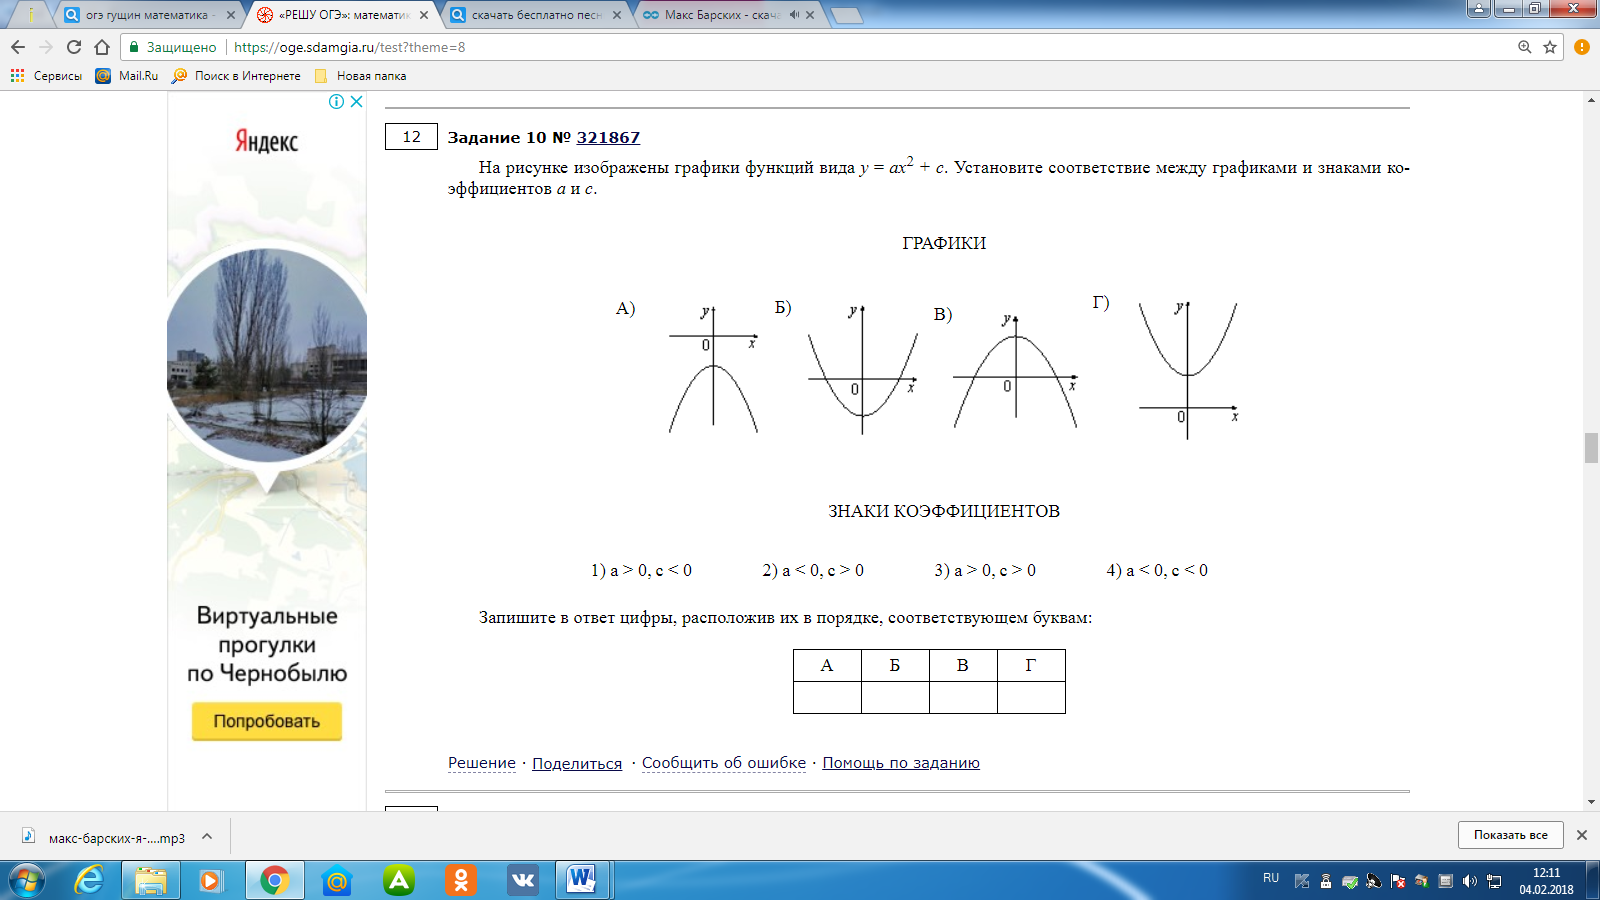 огэ гущин математика -
«РЕШУ ОГЭ»: математик
скачать бесплатно песн
Макс Барских - скача
Защищено
https://oge.sdamgia.ru/test?theme=8
Сервисы
Mail.Ru
Поиск в Интернете
Новая папка
Яндекс
Виртуальные
прогулки
по Чернобылю
Попробовать
12
Задание 10 № 321867
На рисунке изображены графики функций вида y = ax² + c. Установите соответствие между графиками и знаками ко-
эффициентов a и c.
ГРАФИКИ
А)
y
0
x
Б)
y
0
x
В)
y
0
x
Г)
y
0
x
ЗНАКИ КОЭФФИЦИЕНТОВ
1) a > 0, c < 0
2) a < 0, c > 0
3) a > 0, c > 0
4) a < 0, c < 0
Запишите в ответ цифры, расположив их в порядке, соответствующем буквам:
А Б В Г
Решение · Поделиться · Сообщить об ошибке · Помощь по заданию
макс-барских-я-....mp3
Показать все
RU
12:11
04.02.2018